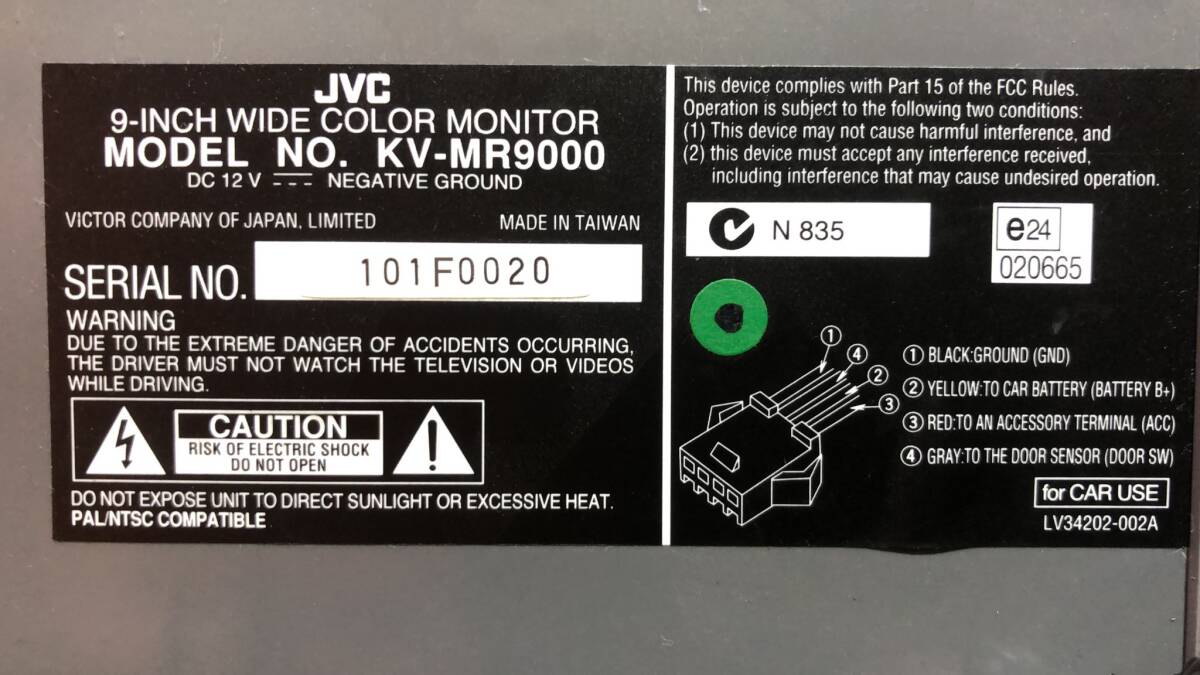 JVC
9-INCH WIDE COLOR MONITOR
MODEL NO. KV-MR9000
DC 12 V ⎓ NEGATIVE GROUND
VICTOR COMPANY OF JAPAN, LIMITED MADE IN TAIWAN
SERIAL NO. 101F0020
WARNING
DUE TO THE EXTREME DANGER OF ACCIDENTS OCCURRING,
THE DRIVER MUST NOT WATCH THE TELEVISION OR VIDEOS
WHILE DRIVING.
CAUTION
RISK OF ELECTRIC SHOCK
DO NOT OPEN
DO NOT EXPOSE UNIT TO DIRECT SUNLIGHT OR EXCESSIVE HEAT.
PAL/NTSC COMPATIBLE
This device complies with Part 15 of the FCC Rules.
Operation is subject to the following two conditions:
(1) This device may not cause harmful interference, and
(2) this device must accept any interference received,
including interference that may cause undesired operation.
N 835
e24
020665
①
④
②
③
① BLACK:GROUND (GND)
② YELLOW:TO CAR BATTERY (BATTERY B+)
③ RED:TO AN ACCESSORY TERMINAL (ACC)
④ GRAY:TO THE DOOR SENSOR (DOOR SW)
for CAR USE
LV34202-002A